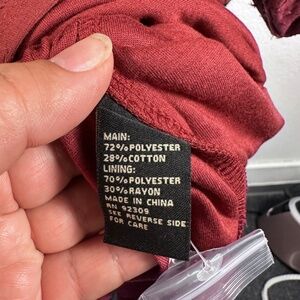 MAIN:
72%POLYESTER
28%COTTON
LINING:
70%POLYESTER
30%RAYON
MADE IN CHINA
RN 92309
SEE REVERSE SIDE
FOR CARE